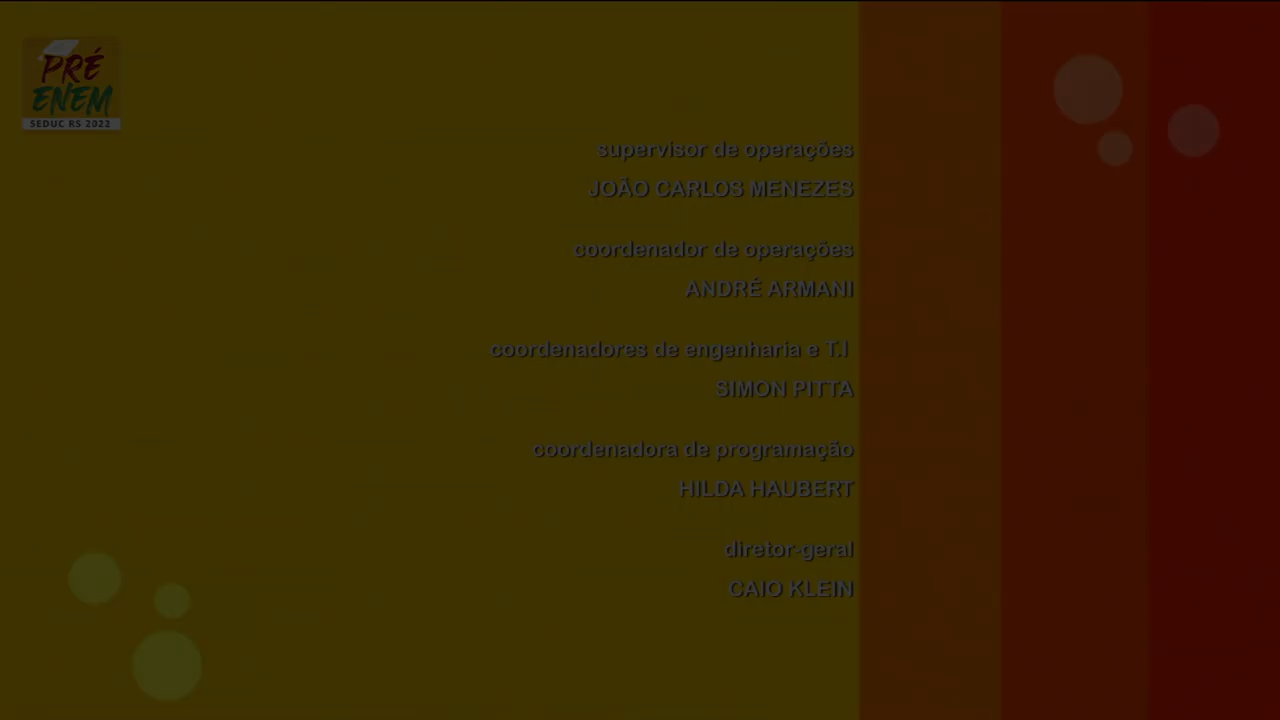 PRÉ
ENEM
SEDUC RS 2022
supervisor de operações
JOÃO CARLOS MENEZES
coordenador de operações
ANDRÉ ARMANI
coordenadores de engenharia e T.I
SIMON PITTA
coordenadora de programação
HILDA HAUBERT
diretor-geral
CAIO KLEIN